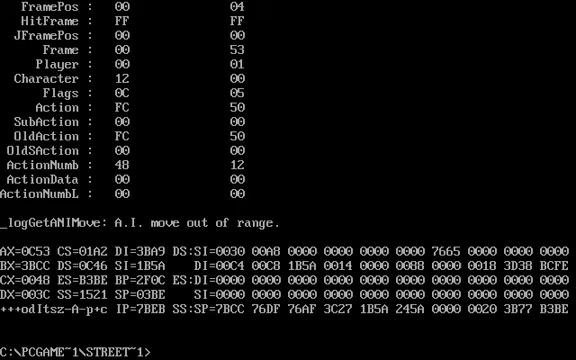 FramePos : 00 04
HitFrame : FF FF
JFramePos : 00 00
Frame : 00 53
Player : 00 01
Character : 12 00
Flags : 0C 05
Action : FC 50
SubAction : 00 00
OldAction : FC 50
OldSAction : 00 00
ActionNumb : 48 12
ActionData : 00 00
ActionNumbL : 00 00
_logGetANIMove: A.I. move out of range.
AX=0C53 CS=01A2 DI=3BA9 DS:SI=0030 00A8 0000 0000 0000 0000 7665 0000 0000 0000
BX=3BCC DS=0C46 SI=1B5A DI=00C4 00C8 1B5A 0014 0000 0088 0000 0018 3D38 BCFE
CX=0048 ES=B3BE BP=2F0C ES:DI=0000 0000 0000 0000 0000 0000 0000 0000 0000 0000
DX=003C SS=1521 SP=03BE SI=0000 0000 0000 0000 0000 0000 0000 0000 0000 0000
+++odItsz-A-p+c IP=7BEB SS:SP=7BCC 76DF 76AF 3C27 1B5A 245A 0000 0020 3B77 B3BE
C:\PCGAME~1\STREET~1>